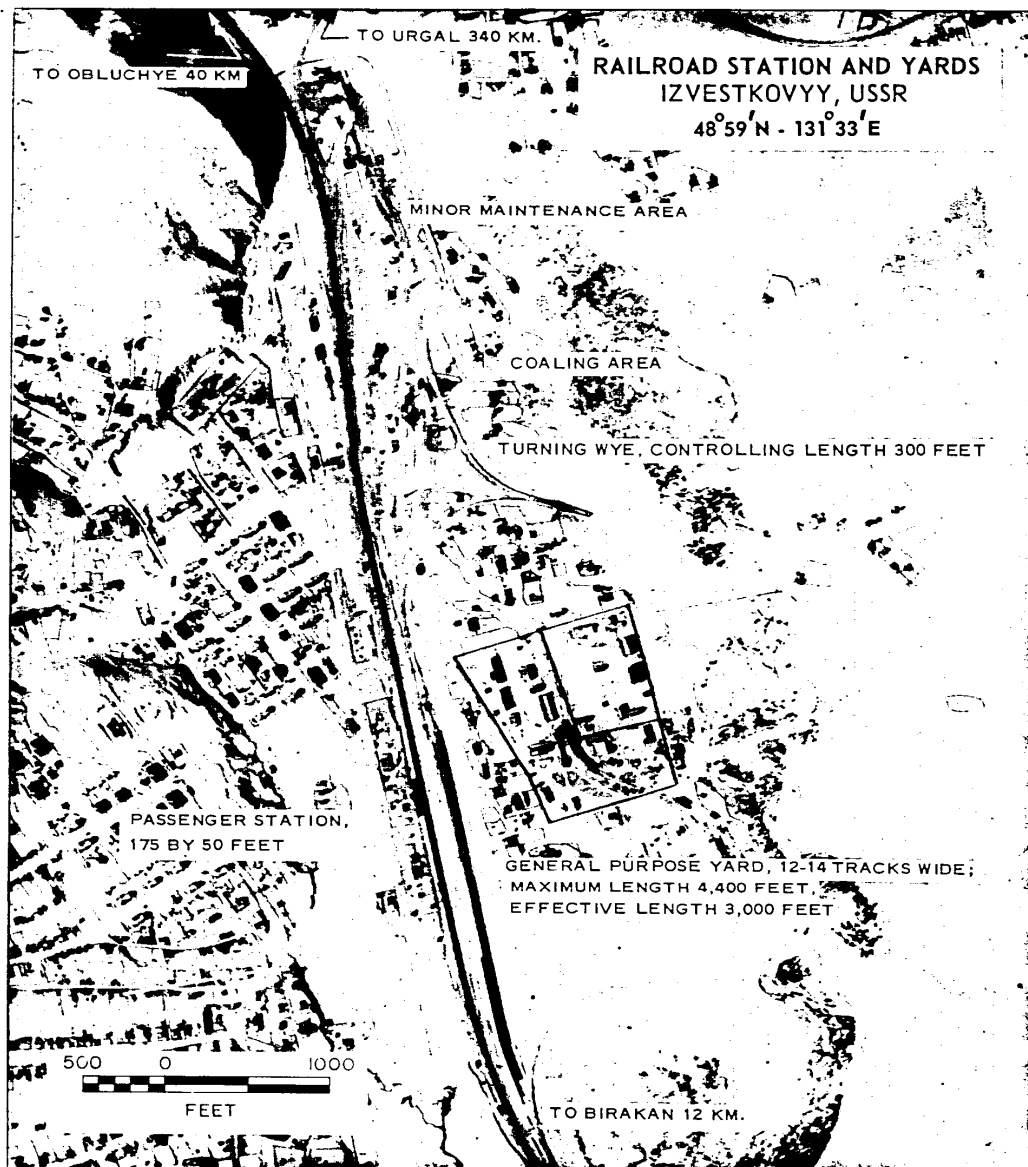 TO URGAL 340 KM.
TO OBLUCHYE 40 KM
RAILROAD STATION AND YARDS
IZVESTKOVYY, USSR
48°59'N - 131°33'E
MINOR MAINTENANCE AREA
COALING AREA
TURNING WYE, CONTROLLING LENGTH 300 FEET
PASSENGER STATION,
175 BY 50 FEET
GENERAL PURPOSE YARD, 12-14 TRACKS WIDE;
MAXIMUM LENGTH 4,400 FEET,
EFFECTIVE LENGTH 3,000 FEET
500 0 1000
FEET
TO BIRAKAN 12 KM.